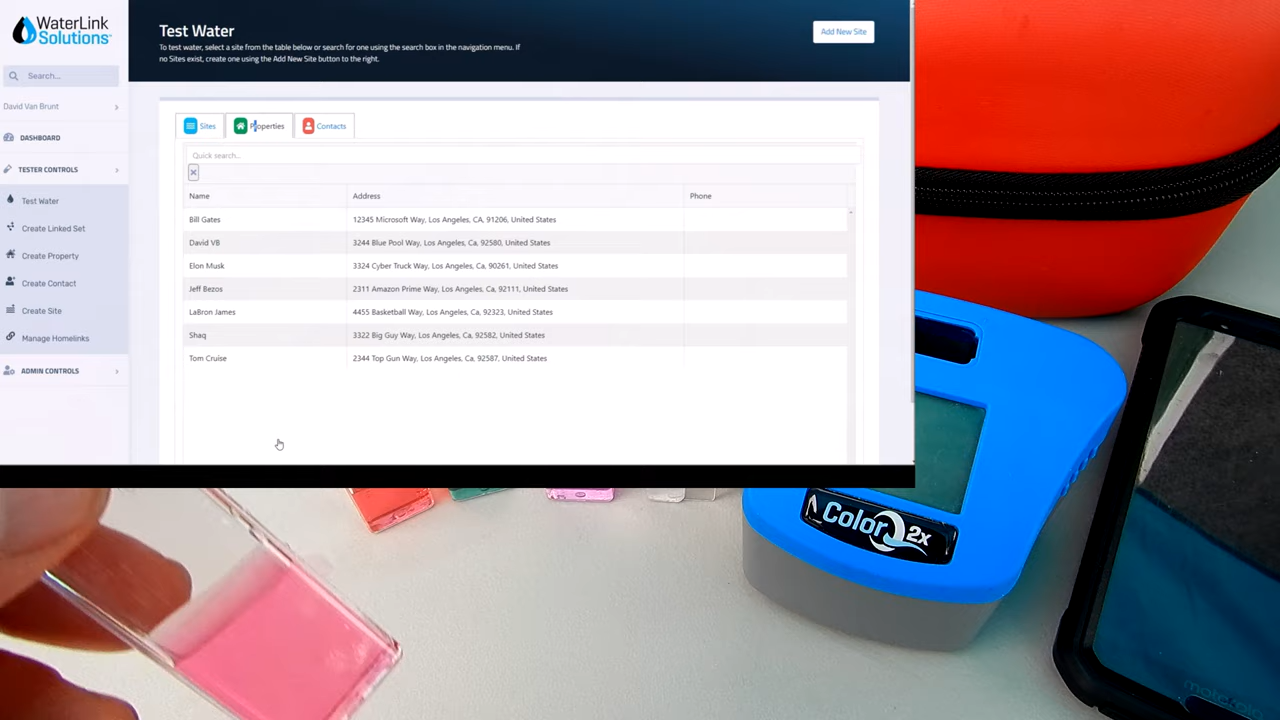 WaterLink
Solutions™
Search...
David Van Brunt
DASHBOARD
TESTER CONTROLS
Test Water
Create Linked Set
Create Property
Create Contact
Create Site
Manage Homelinks
ADMIN CONTROLS
Test Water
To test water, select a site from the table below or search for one using the search box in the navigation menu. If
no Sites exist, create one using the Add New Site button to the right.
Add New Site
Sites Properties Contacts
Quick search...
Name Address Phone
Bill Gates 12345 Microsoft Way, Los Angeles, CA, 91206, United States
David VB 3244 Blue Pool Way, Los Angeles, Ca, 92580, United States
Elon Musk 3324 Cyber Truck Way, Los Angeles, Ca, 90261, United States
Jeff Bezos 2311 Amazon Prime Way, Los Angeles, Ca, 92111, United States
LaBron James 4455 Basketball Way, Los Angeles, Ca, 92323, United States
Shaq 3322 Big Guy Way, Los Angeles, Ca, 92582, United States
Tom Cruise 2344 Top Gun Way, Los Angeles, Ca, 92587, United States
ColorQ 2x
motorola